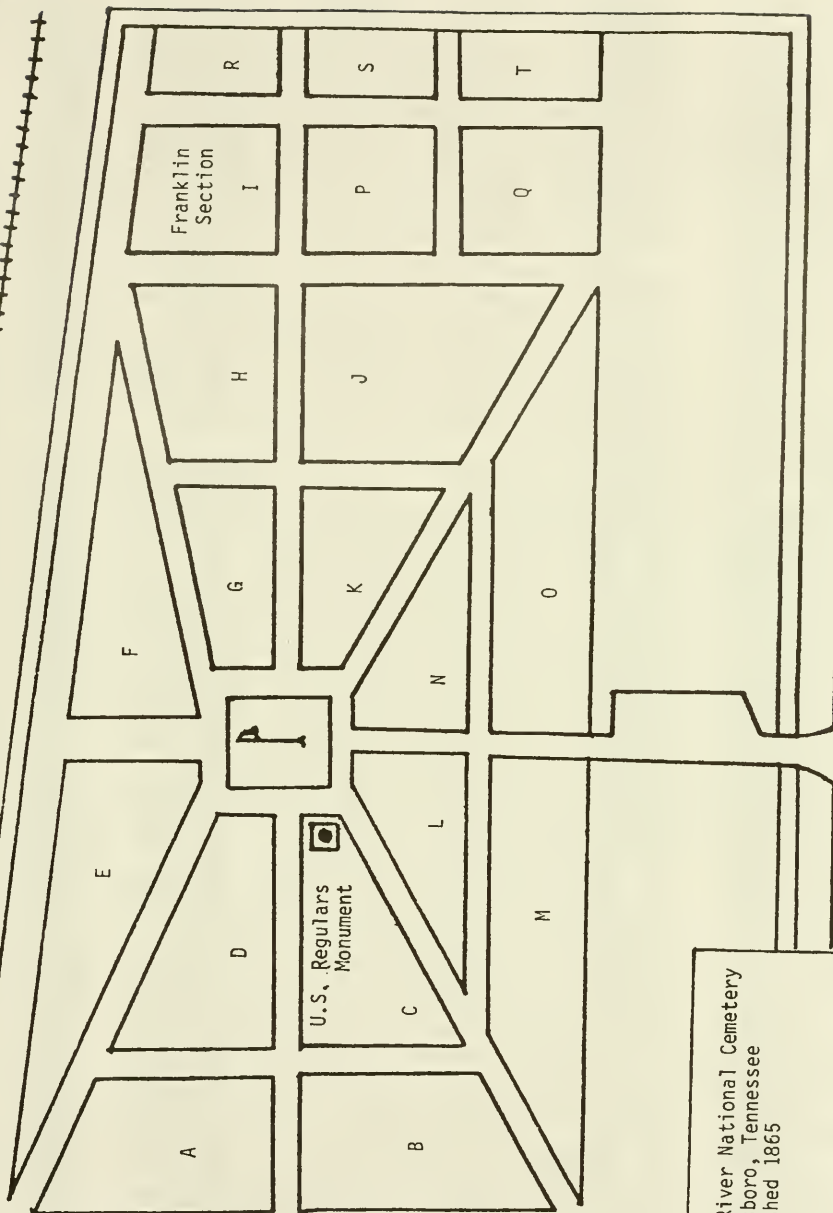 E
F
A
D
G
H
Franklin
Section
I
R
U.S. Regulars
Monument
B
C
K
J
P
S
L
N
Q
T
M
O
River National Cemetery
boro, Tennessee
hed 1865